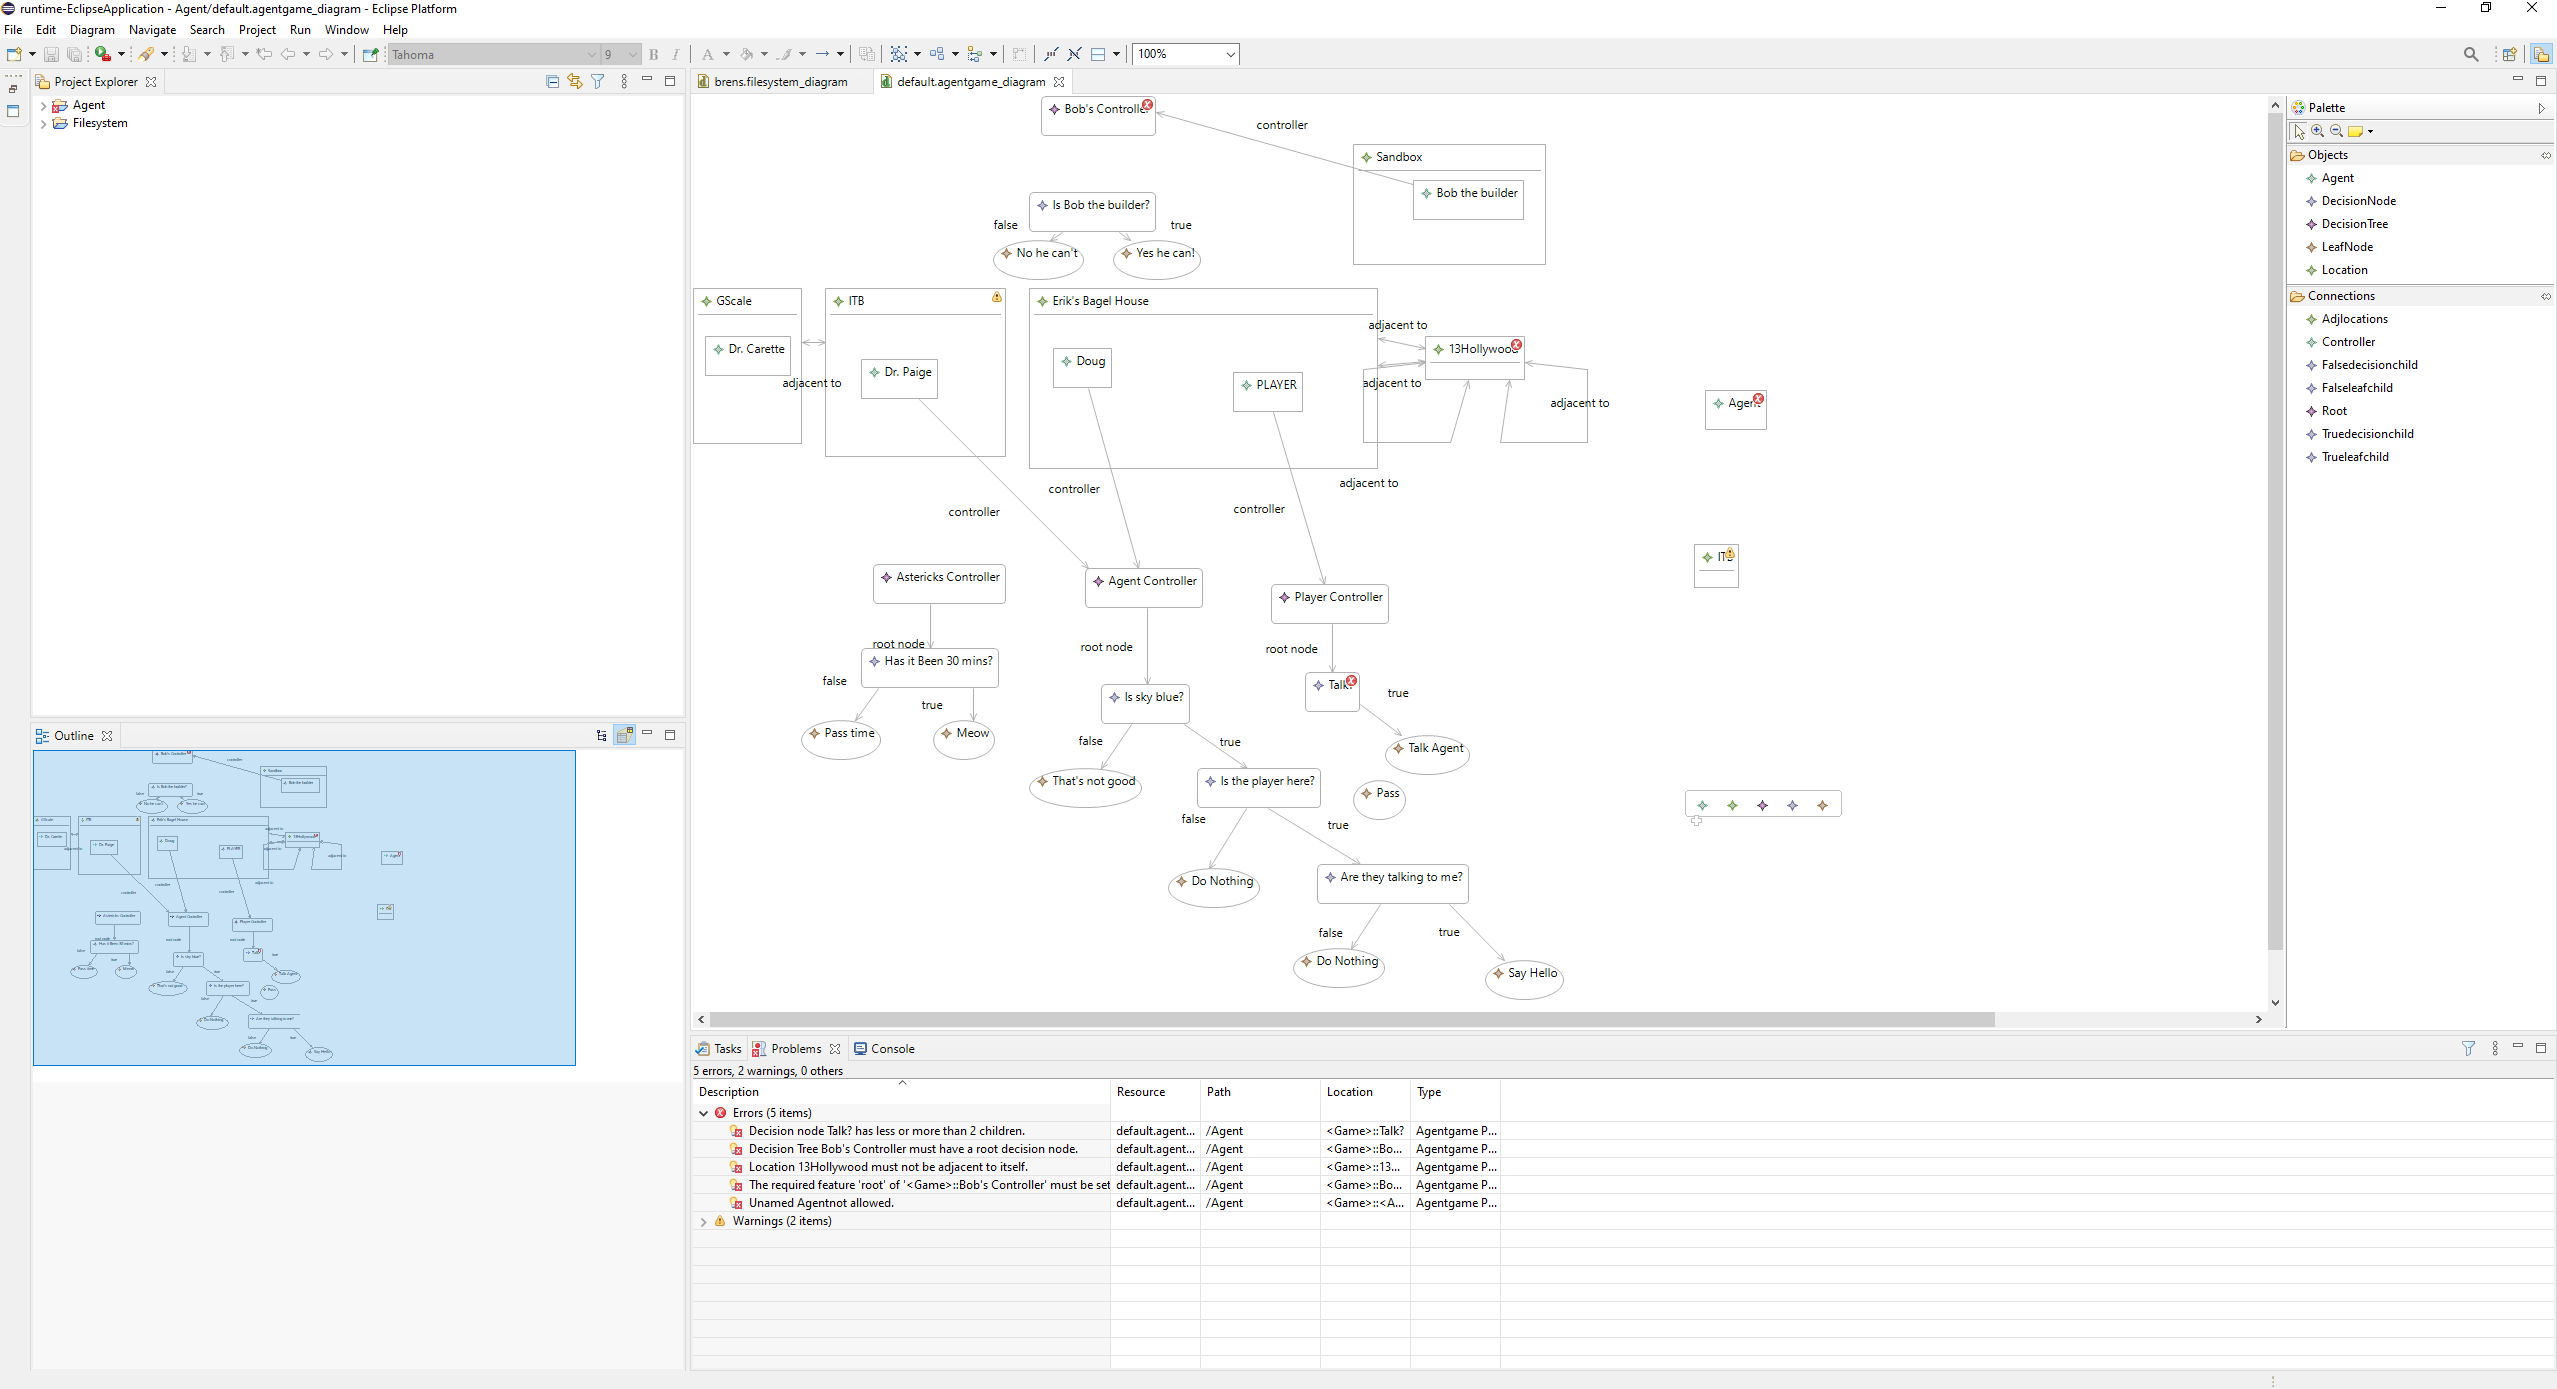 runtime-EclipseApplication - Agent/default.agentgame_diagram - Eclipse Platform
File Edit Diagram Navigate Search Project Run Window Help
Tahoma 9 B I A 100%
Project Explorer
Agent
Filesystem
brens.filesystem_diagram default.agentgame_diagram
Bob's Controlle
controller
Sandbox
Bob the builder
Is Bob the builder?
false true
No he can't Yes he can!
GScale ITB Erik's Bagel House
adjacent to
Dr. Carette Doug 13Hollywood
Dr. Paige PLAYER
adjacent to adjacent to
adjacent to
Agen
adjacent to
controller
controller
controller
ITB
Astericks Controller Agent Controller Player Controller
root node root node root node
Has it Been 30 mins?
false true
Pass time Meow
Is sky blue?
Talk?
true
false true
Talk Agent
That's not good Is the player here?
Pass
false true
Do Nothing Are they talking to me?
false true
Do Nothing Say Hello
Palette
Objects
Agent
DecisionNode
DecisionTree
LeafNode
Location
Connections
Adjlocations
Controller
Falsedecisionchild
Falseleafchild
Root
Truedecisionchild
Trueleafchild
Outline
Tasks Problems Console
5 errors, 2 warnings, 0 others
Description Resource Path Location Type
Errors (5 items)
Decision node Talk? has less or more than 2 children. default.agent... /Agent <Game>::Talk? Agentgame P...
Decision Tree Bob's Controller must have a root decision node. default.agent... /Agent <Game>::Bo... Agentgame P...
Location 13Hollywood must not be adjacent to itself. default.agent... /Agent <Game>::13... Agentgame P...
The required feature 'root' of '<Game>::Bob's Controller' must be set default.agent... /Agent <Game>::Bo... Agentgame P...
Unamed Agentnot allowed. default.agent... /Agent <Game>::<A... Agentgame P...
Warnings (2 items)